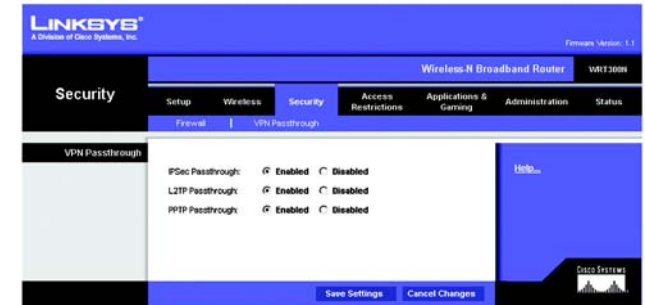 LINKSYS®
A Division of Cisco Systems, Inc.
Firmware Version: 1.1
Wireless-N Broadband Router WRT300N
Security
Setup Wireless Security Access Restrictions Applications & Gaming Administration Status
Firewall | VPN Passthrough
VPN Passthrough
IPSec Passthrough: Enabled Disabled
Help...
L2TP Passthrough: Enabled Disabled
PPTP Passthrough: Enabled Disabled
CISCO SYSTEMS
Save Settings Cancel Changes